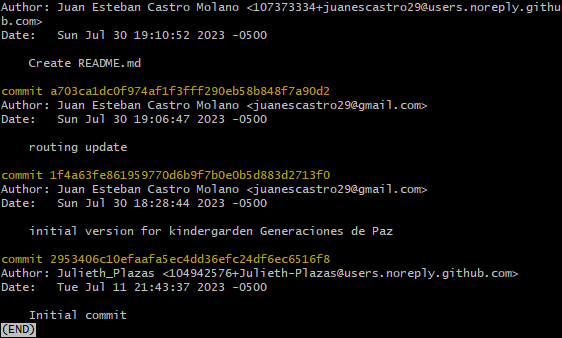 Author: Juan Esteban Castro Molano <107373334+juanescastro29@users.noreply.githu
b.com>
Date:   Sun Jul 30 19:10:52 2023 -0500
    Create README.md
commit a703ca1dc0f974af1f3fff290eb58b848f7a90d2
Author: Juan Esteban Castro Molano <juanescastro29@gmail.com>
Date:   Sun Jul 30 19:06:47 2023 -0500
    routing update
commit 1f4a63fe861959770d6b9f7b0e0b5d883d2713f0
Author: Juan Esteban Castro Molano <juanescastro29@gmail.com>
Date:   Sun Jul 30 18:28:44 2023 -0500
    initial version for kindergarden Generaciones de Paz
commit 2953406c10efaafa5ec4dd36efc24df6ec6516f8
Author: Julieth_Plazas <104942576+Julieth-Plazas@users.noreply.github.com>
Date:   Tue Jul 11 21:43:37 2023 -0500
    Initial commit
(END)